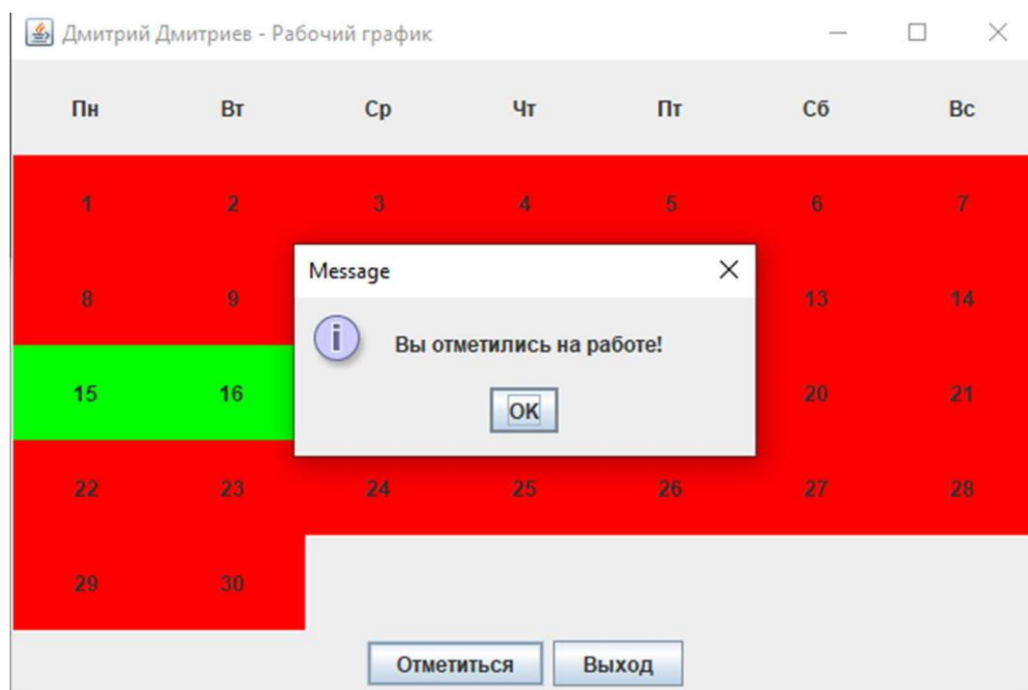 Дмитрий Дмитриев - Рабочий график
Пн Вт Ср Чт Пт Сб Вс
1 2 3 4 5 6 7
Message
8 9 13 14
Вы отметились на работе!
15 16 20 21
OK
22 23 24 25 26 27 28
29 30
Отметиться Выход